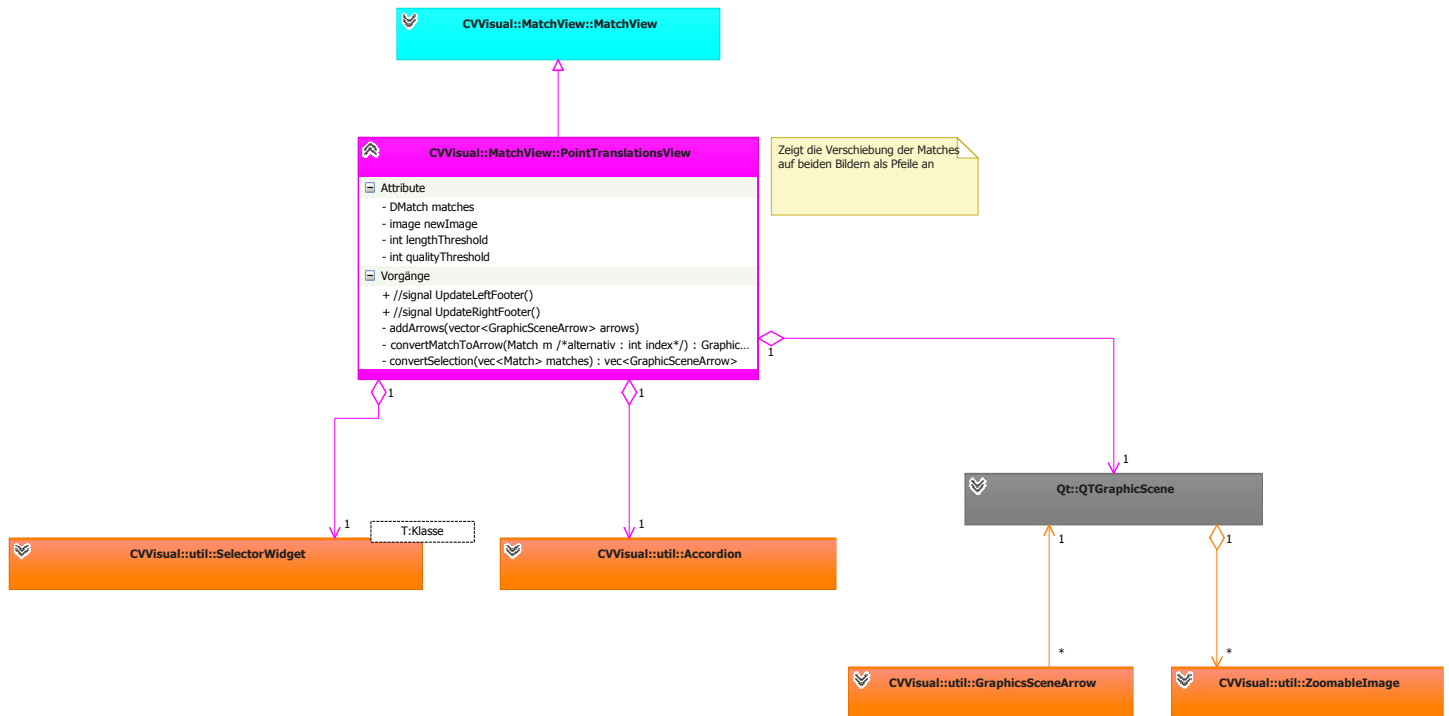 CVVisual::MatchView::MatchView
CVVisual::MatchView::PointTranslationsView
Zeigt die Verschiebung der Matches
auf beiden Bildern als Pfeile an
Attribute
- DMatch matches
- image newImage
- int lengthThreshold
- int qualityThreshold
Vorgänge
+ //signal UpdateLeftFooter()
+ //signal UpdateRightFooter()
- addArrows(vector<GraphicSceneArrow> arrows)
- convertMatchToArrow(Match m /*alternativ : int index*/) : Graphic...
- convertSelection(vec<Match> matches) : vec<GraphicSceneArrow>
1
1
1
1
Qt::QTGraphicScene
1
T:Klasse
1
CVVisual::util::SelectorWidget
CVVisual::util::Accordion
1
1
*
*
CVVisual::util::GraphicsSceneArrow
CVVisual::util::ZoomableImage